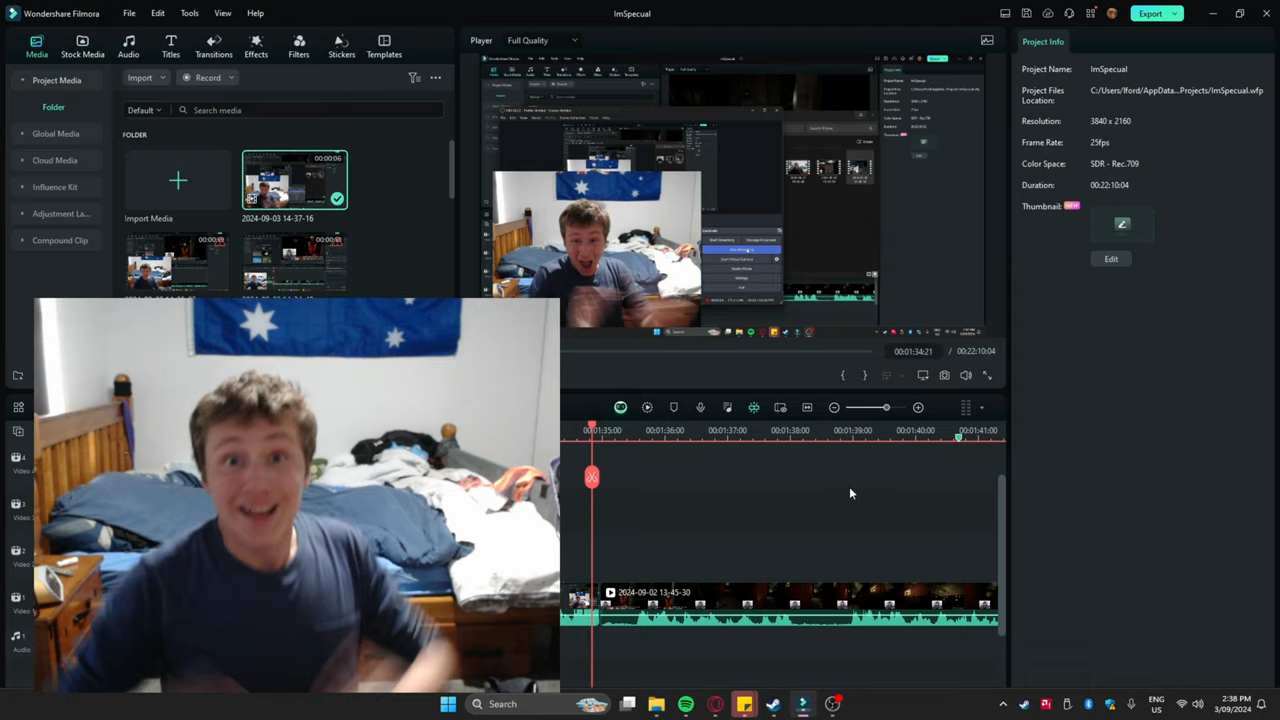 Wondershare Filmora File Edit Tools View Help ImSpecual Export
Media Stock Media Audio Titles Transitions Effects Filters Stickers Templates
Player Full Quality
Project Info
Project Media
Import Record
Folder
Default Search media
Global Media
FOLDER
Cloud Media
00:00:06
Influence Kit
Adjustment La...
Import Media 2024-09-03 14-37-16
Compound Clip
Project Name: ImSpecual
Project Files Location: C:/Users/lford/AppData..._Projects/ImSpecual.wfp
Resolution: 3840 x 2160
Frame Rate: 25fps
Color Space: SDR - Rec.709
Duration: 00:22:10:04
Thumbnail: NEW
Edit
00:01:34:21 / 00:22:10:04
00:01:35:00 00:01:36:00 00:01:37:00 00:01:38:00 00:01:39:00 00:01:40:00 00:01:41:00
4
Video
3
Video
2
Video
1
Video
1
Audio
2024-09-02 13-45-30
Search
ENG
US
2:38 PM
3/09/2024